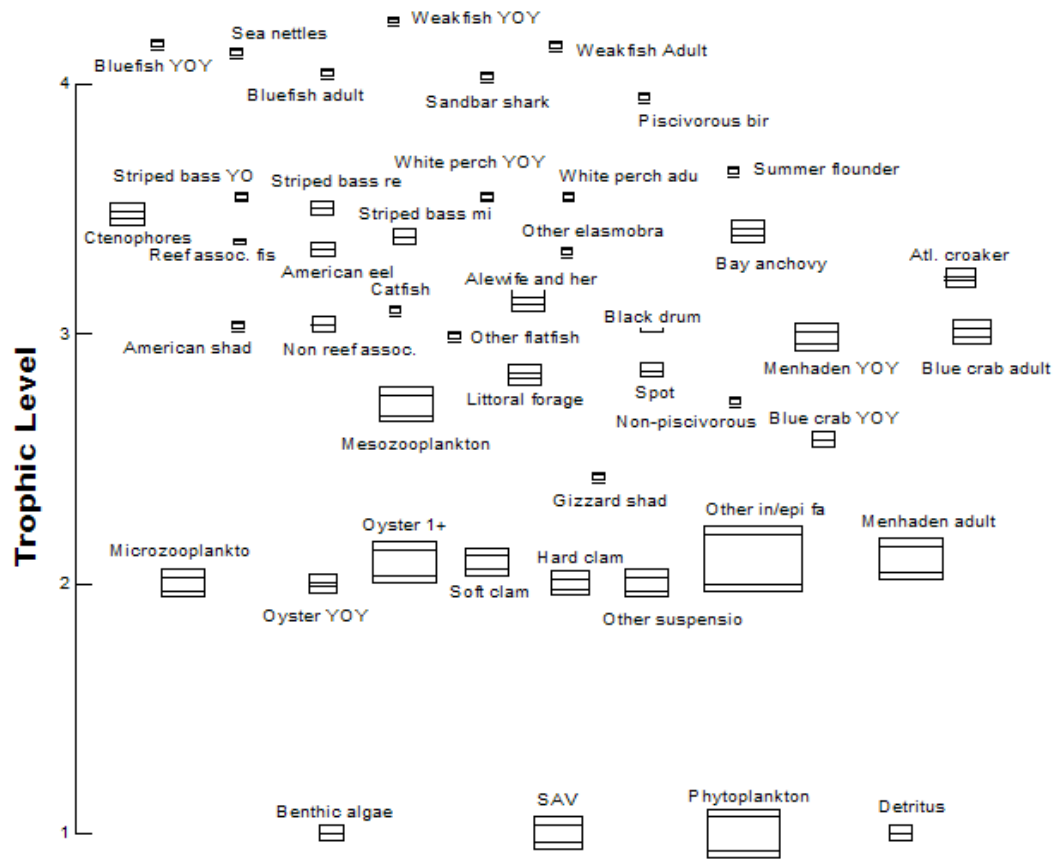 Weakfish YOY
Sea nettles
Weakfish Adult
Bluefish YOY
4
Bluefish adult
Sandbar shark
Piscivorous bir
White perch YOY
Summer flounder
Striped bass YO
Striped bass re
White perch adu
Striped bass mi
Other elasmobra
Ctenophores
Reef assoc. fis
American eel
Bay anchovy
Atl. croaker
Catfish
Alewife and her
Black drum
3
American shad
Non reef assoc.
Other flatfish
Menhaden YOY
Blue crab adult
Littoral forage
Spot
Non-piscivorous
Blue crab YOY
Mesozooplankton
Trophic Level
Gizzard shad
Other in/epi fa
Oyster 1+
Menhaden adult
Microzooplankto
Hard clam
2
Soft clam
Oyster YOY
Other suspensio
Phytoplankton
SAV
Benthic algae
Detritus
1